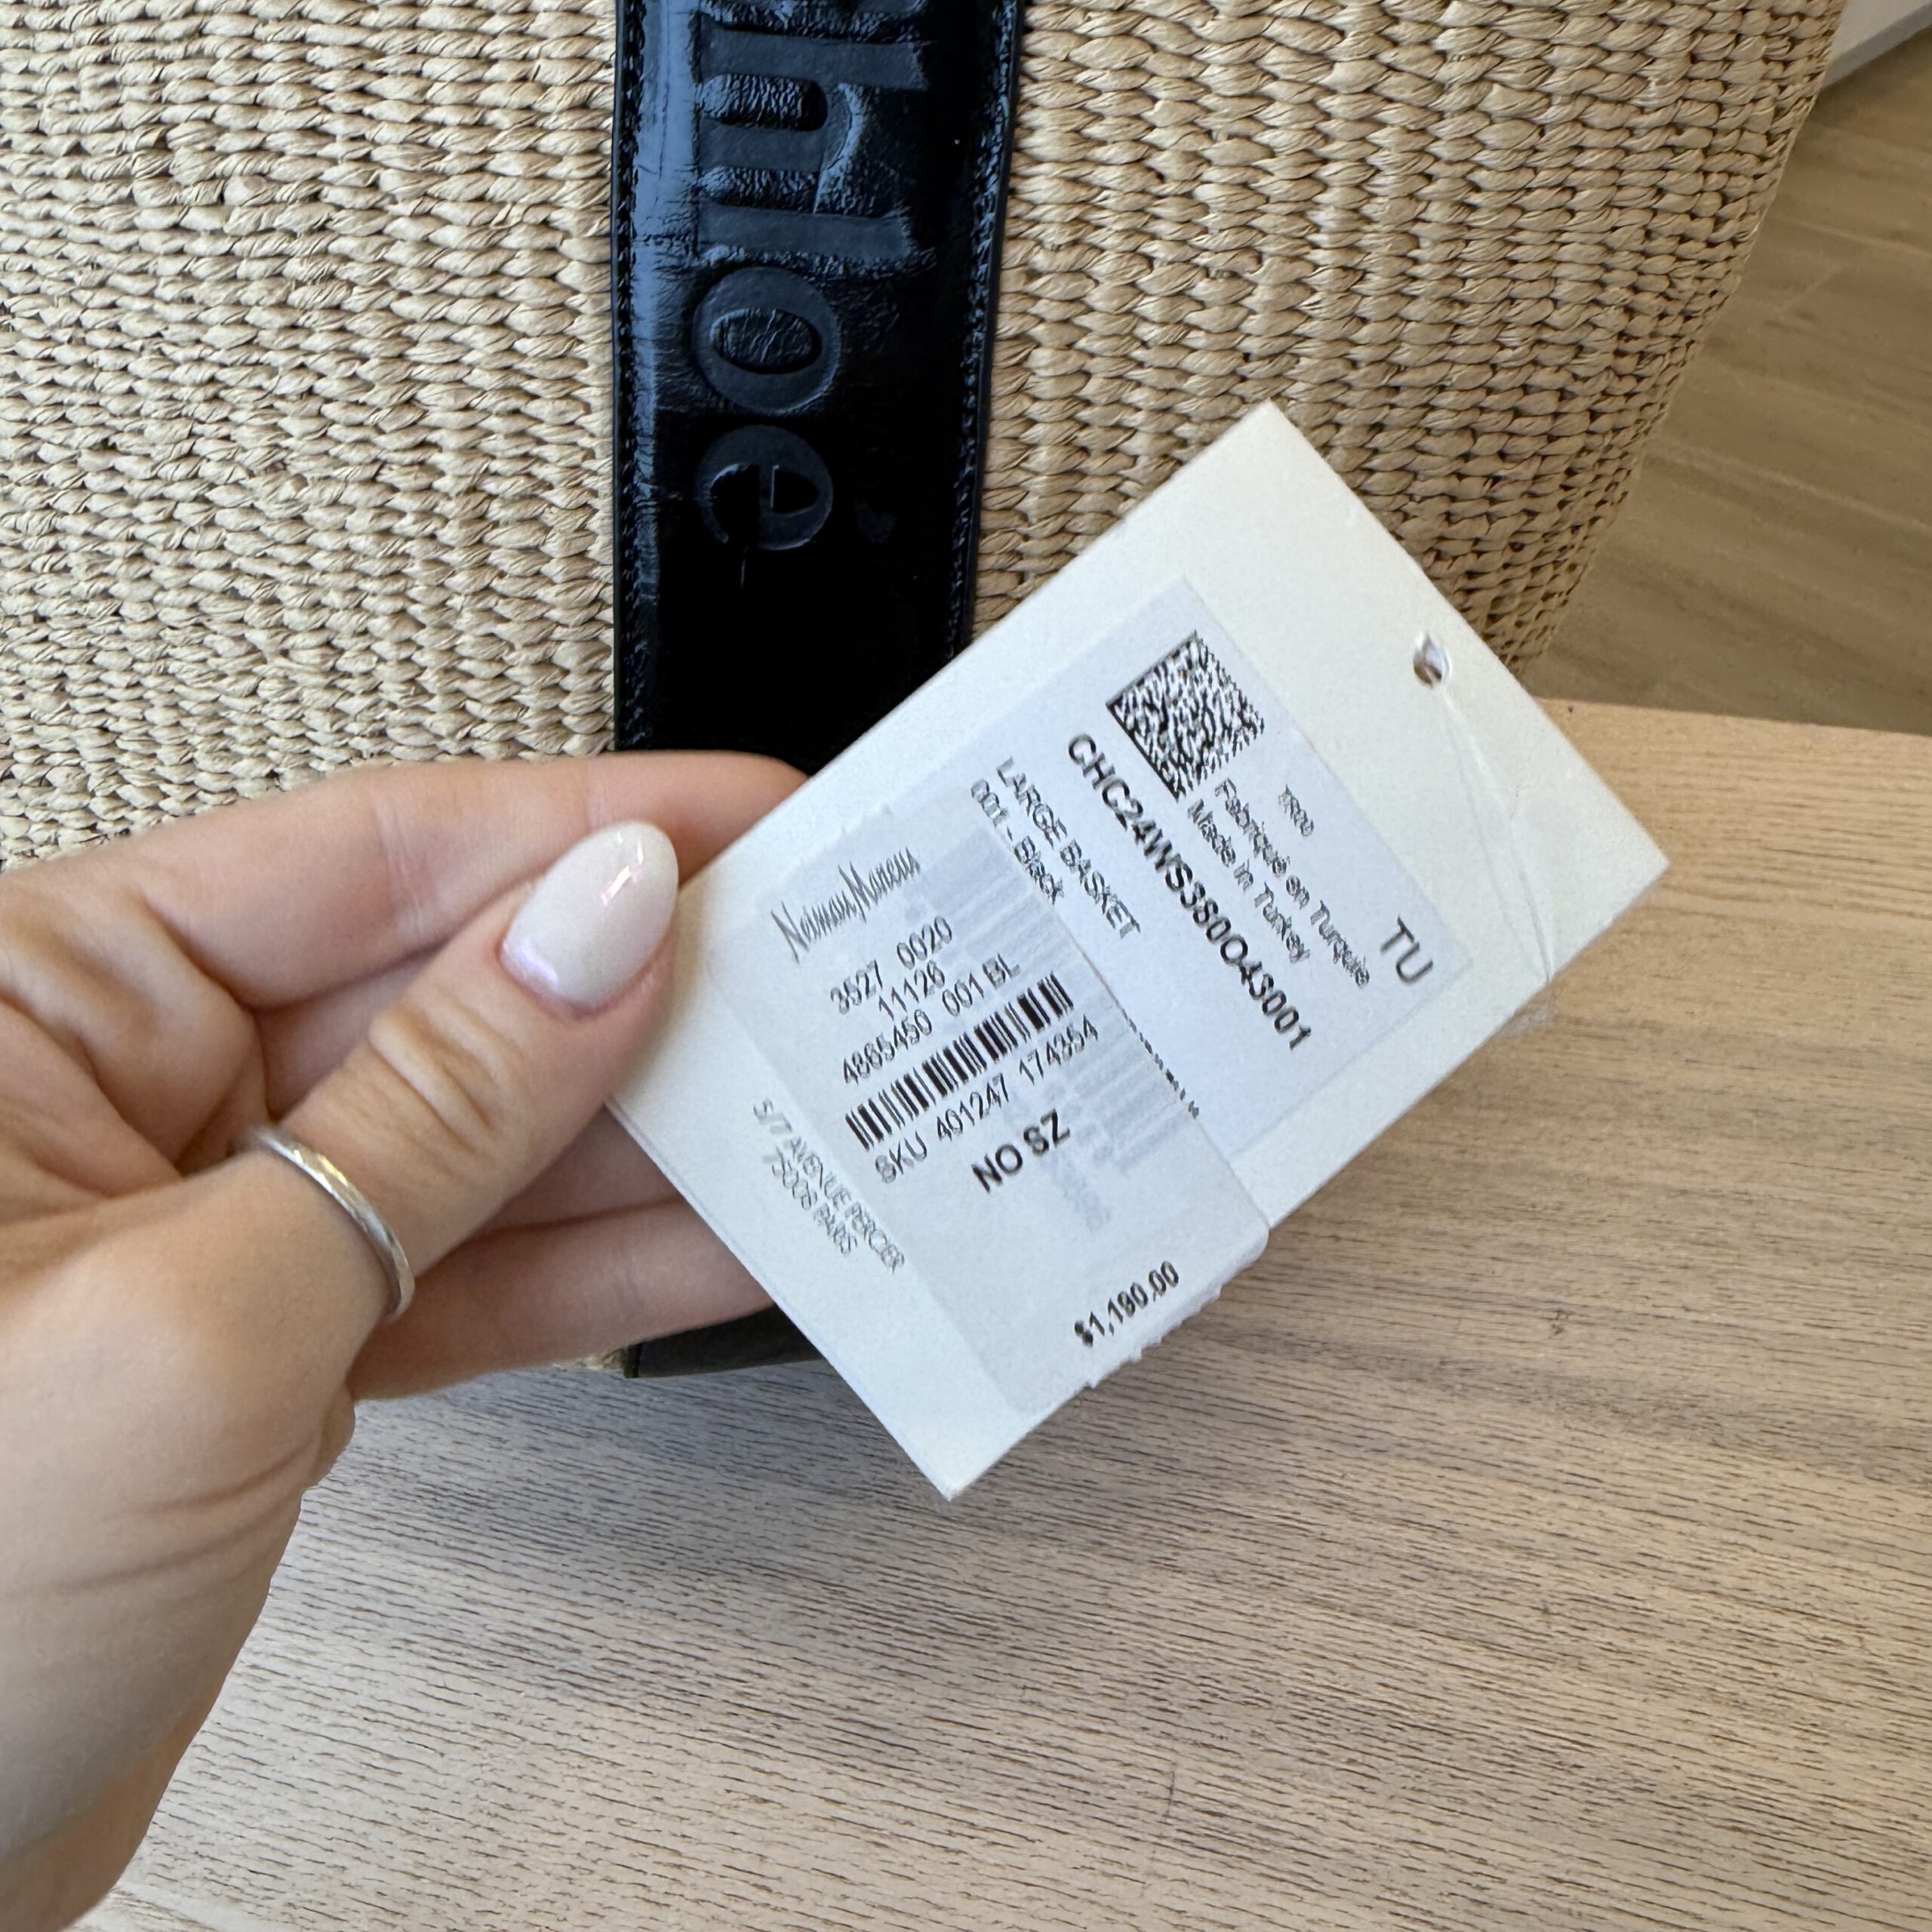 hloé
TU
Fabriqué en Turquie
Made in Turkey
CHC24WS380O43001
LARGE BASKET
001 - Black
Neiman Marcus
3527 0020
11126
4865450 001 BL
SKU 401247 174354
NO SZ
$1,190.00
5/7 AVENUE PERCIER
75008 PARIS